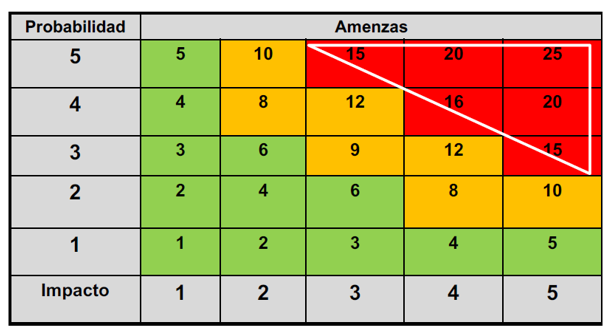 Probabilidad Amenzas
5 5 10 15 20 25
4 4 8 12 16 20
3 3 6 9 12 15
2 2 4 6 8 10
1 1 2 3 4 5
Impacto 1 2 3 4 5